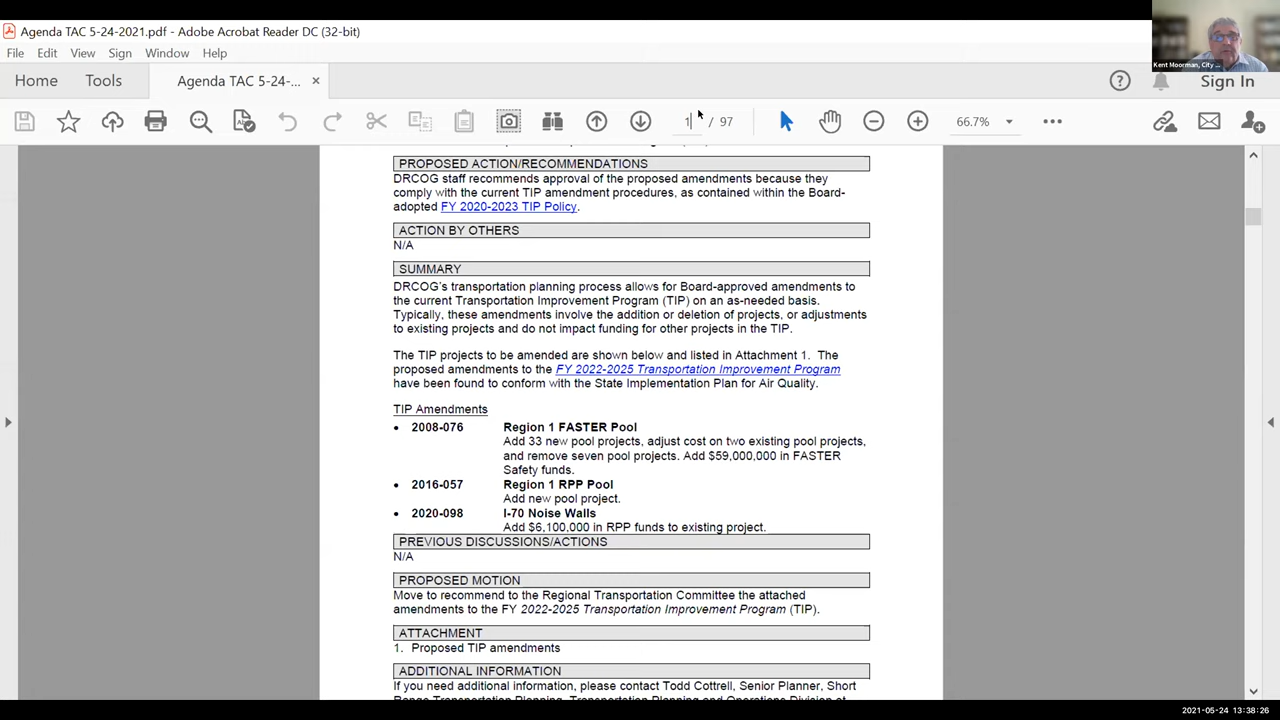 Agenda TAC 5-24-2021.pdf - Adobe Acrobat Reader DC (32-bit)
File Edit View Sign Window Help
Home Tools Agenda TAC 5-24-... × Sign In
Kent Moorman, City ...
1 / 97 66.7%
PROPOSED ACTION/RECOMMENDATIONS
DRCOG staff recommends approval of the proposed amendments because they
comply with the current TIP amendment procedures, as contained within the Board-
adopted FY 2020-2023 TIP Policy.
ACTION BY OTHERS
N/A
SUMMARY
DRCOG's transportation planning process allows for Board-approved amendments to
the current Transportation Improvement Program (TIP) on an as-needed basis.
Typically, these amendments involve the addition or deletion of projects, or adjustments
to existing projects and do not impact funding for other projects in the TIP.
The TIP projects to be amended are shown below and listed in Attachment 1. The
proposed amendments to the FY 2022-2025 Transportation Improvement Program
have been found to conform with the State Implementation Plan for Air Quality.
TIP Amendments
• 2008-076 Region 1 FASTER Pool
Add 33 new pool projects, adjust cost on two existing pool projects,
and remove seven pool projects. Add $59,000,000 in FASTER
Safety funds.
• 2016-057 Region 1 RPP Pool
Add new pool project.
• 2020-098 I-70 Noise Walls
Add $6,100,000 in RPP funds to existing project.
PREVIOUS DISCUSSIONS/ACTIONS
N/A
PROPOSED MOTION
Move to recommend to the Regional Transportation Committee the attached
amendments to the FY 2022-2025 Transportation Improvement Program (TIP).
ATTACHMENT
1. Proposed TIP amendments
ADDITIONAL INFORMATION
If you need additional information, please contact Todd Cottrell, Senior Planner, Short
Range Transportation Planning, Transportation Planning and Operations Division at
2021-05-24 13:38:26